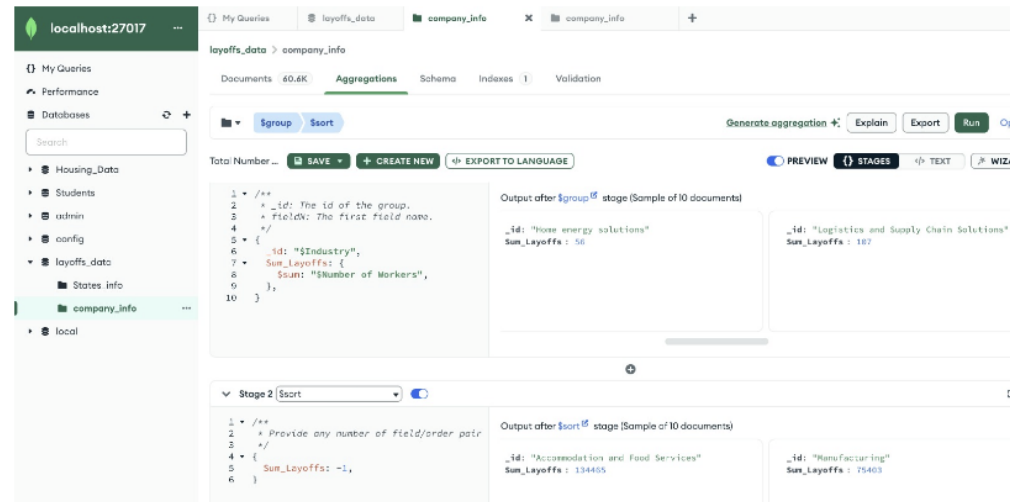 localhost:27017 ...
{} My Queries
Performance
Databases
Search
Housing_Data
Students
admin
config
layoffs_data
States_info
company_info ...
local
{} My Queries
layoffs_data
company_info
company_info
+
layoffs_data > company_info
Documents 60.6K Aggregations Schema Indexes 1 Validation
$group $sort
Generate aggregation Explain Export Run Op
Total Number ... SAVE + CREATE NEW </> EXPORT TO LANGUAGE
PREVIEW {} STAGES </> TEXT WIZA
1 /**
2 * _id: The id of the group.
3 * fieldN: The first field name.
4 */
5 {
6 _id: "$Industry",
7 Sum_Layoffs: {
8 $sum: "$Number of Workers",
9 },
10 }
Output after $group stage (Sample of 10 documents)
_id: "Home energy solutions"
Sum_Layoffs : 56
_id: "Logistics and Supply Chain Solutions"
Sum_Layoffs : 107
Stage 2 $sort
1 /**
2 * Provide any number of field/order pair
3 */
4 {
5 Sum_Layoffs: -1,
6 }
Output after $sort stage (Sample of 10 documents)
_id: "Accommodation and Food Services"
Sum_Layoffs : 134465
_id: "Manufacturing"
Sum_Layoffs : 75403